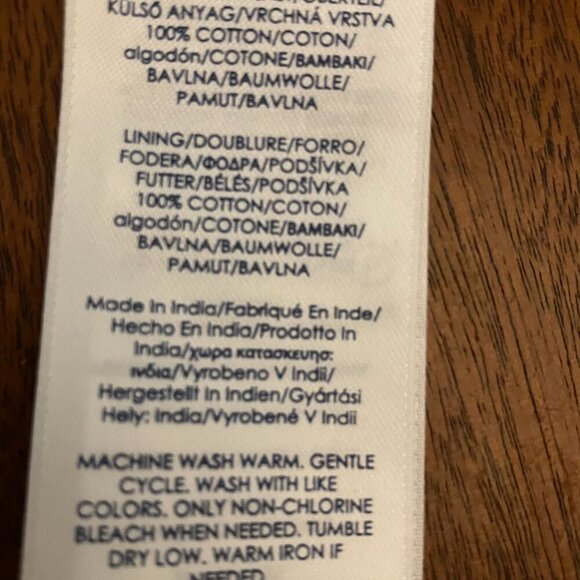 KÜLSŐ ANYAG/VRCHNÁ VRSTVA
100% COTTON/COTON/
algodón/COTONE/BAMBAKI/
BAVLNA/BAUMWOLLE/
PAMUT/BAVLNA
LINING/DOUBLURE/FORRO/
FODERA/ΦΟΔΡΑ/PODŠÍVKA/
FUTTER/BÉLÉS/PODŠÍVKA
100% COTTON/COTON/
algodón/COTONE/BAMBAKI/
BAVLNA/BAUMWOLLE/
PAMUT/BAVLNA
Made In India/Fabriqué En Inde/
Hecho En India/Prodotto In
India/χωρα κατασκευησ:
ινδια/Vyrobeno V Indii/
Hergestellt In Indien/Gyártási
Hely: India/Vyrobené V Indii
MACHINE WASH WARM. GENTLE
CYCLE. WASH WITH LIKE
COLORS. ONLY NON-CHLORINE
BLEACH WHEN NEEDED. TUMBLE
DRY LOW. WARM IRON IF
NEEDED